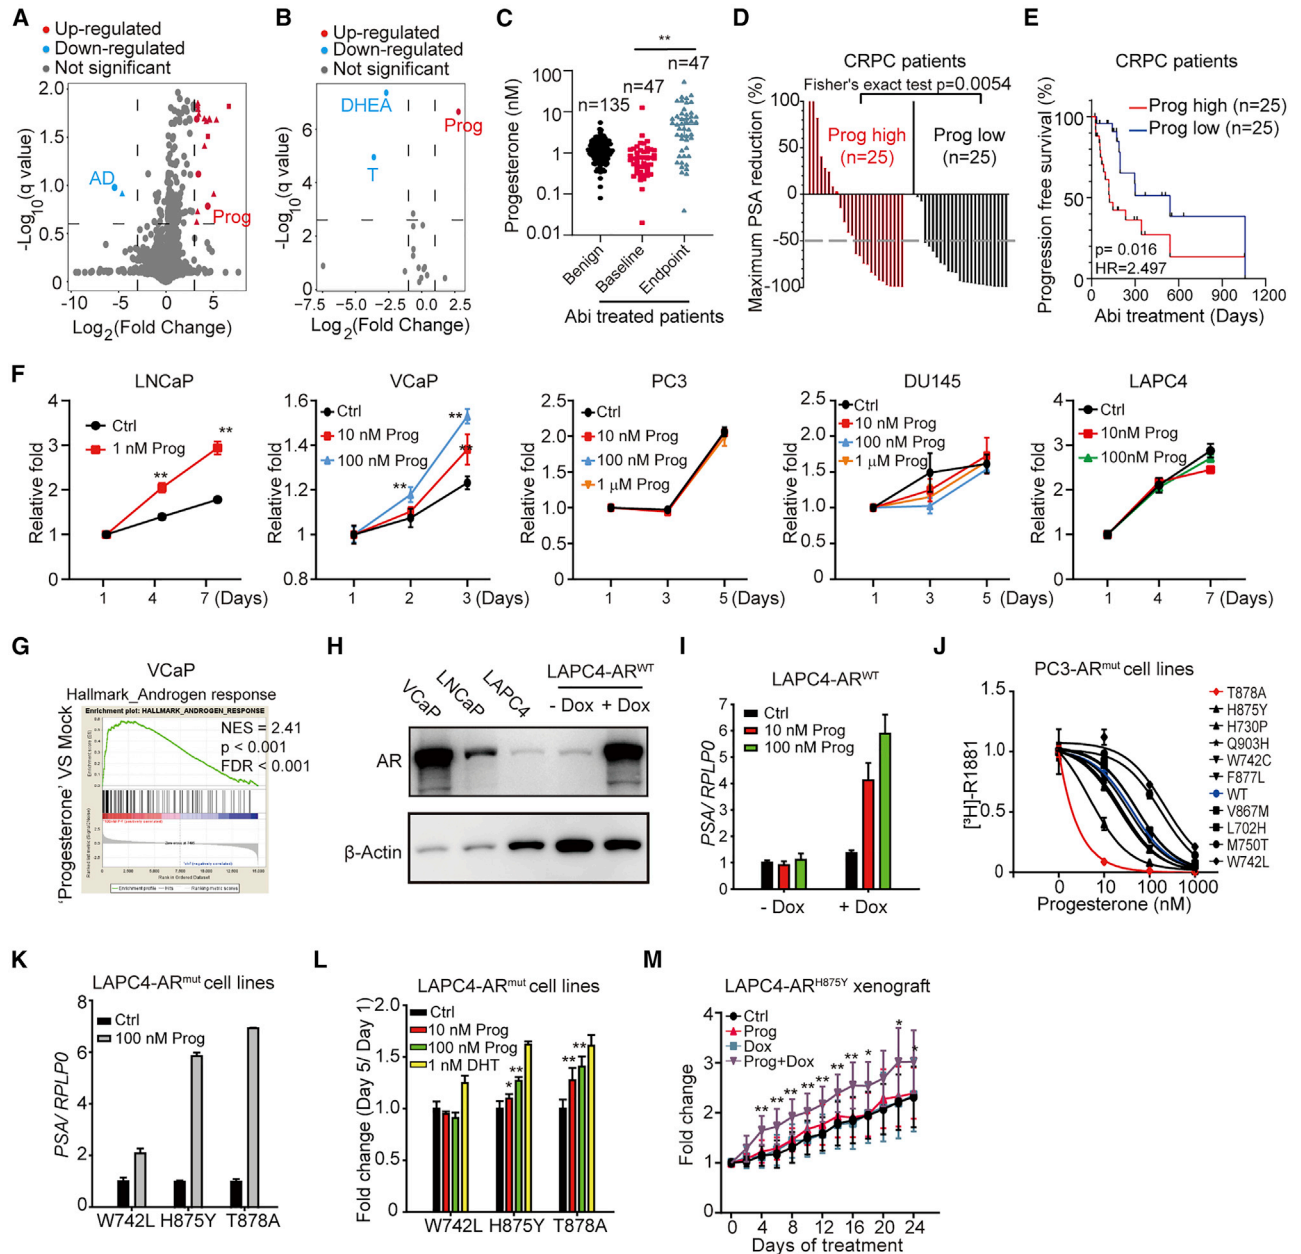 A
Up-regulated
Down-regulated
Not significant
-Log10(q value)
2.0
1.5
1.0
0.5
0
AD
Prog
-10
-5
0
5
Log2(Fold Change)
B
Up-regulated
Down-regulated
Not significant
-Log10(q value)
6
4
2
0
DHEA
Prog
T
-7.5
-5.0
-2.5
0.0
2.5
Log2(Fold Change)
C
**
n=47
n=47
n=135
Progesterone (nM)
100
10
1
0.1
0.01
Benign
Baseline
Endpoint
Abi treated patients
D
CRPC patients
Fisher's exact test p=0.0054
Maximum PSA reduction (%)
100
50
0
-50
-100
Prog high
(n=25)
Prog low
(n=25)
E
CRPC patients
Progression free survival (%)
100
50
0
Prog high (n=25)
Prog low (n=25)
p= 0.016
HR=2.497
0 300 600 900 1200
Abi treatment (Days)
F
LNCaP
Relative fold
4
3
2
1
0
Ctrl
1 nM Prog
**
**
1 4 7 (Days)
VCaP
Relative fold
1.6
1.4
1.2
1.0
0.8
Ctrl
10 nM Prog
100 nM Prog
**
**
**
1 2 3 (Days)
PC3
Relative fold
2.5
2.0
1.5
1.0
0.5
0
Ctrl
10 nM Prog
100 nM Prog
1 μM Prog
1 3 5 (Days)
DU145
Relative fold
2.5
2.0
1.5
1.0
0.5
0
Ctrl
10 nM Prog
100 nM Prog
1 μM Prog
1 3 5 (Days)
LAPC4
Relative fold
4
3
2
1
0
Ctrl
10nM Prog
100nM Prog
1 4 7 (Days)
G
VCaP
Hallmark_Androgen response
'Progesterone' VS Mock
Enrichment plot: HALLMARK_ANDROGEN_RESPONSE
NES = 2.41
p < 0.001
FDR < 0.001
Rank in Ordered Dataset
Enrichment profile Hits Ranking metric scores
H
VCaP
LNCaP
LAPC4
LAPC4-ARWT
- Dox + Dox
AR
β-Actin
I
LAPC4-ARWT
PSA/ RPLP0
7
6
5
4
3
2
1
0
Ctrl
10 nM Prog
100 nM Prog
- Dox + Dox
J
PC3-ARmut cell lines
[³H]-R1881
1.5
1.0
0.5
0
0 10 100 1000
Progesterone (nM)
T878A
H875Y
H730P
Q903H
W742C
F877L
WT
V867M
L702H
M750T
W742L
K
LAPC4-ARmut cell lines
PSA/ RPLP0
8
6
4
2
0
Ctrl
100 nM Prog
W742L H875Y T878A
L
LAPC4-ARmut cell lines
Fold change (Day 5/ Day 1)
2.0
1.5
1.0
0.5
0
Ctrl
10 nM Prog
100 nM Prog
1 nM DHT
*
**
**
**
W742L H875Y T878A
M
LAPC4-ARH875Y xenograft
Fold change
4
3
2
1
0
Ctrl
Prog
Dox
Prog+Dox
** ** ** ** ** ** ** * * *
0 4 8 12 16 20 24
Days of treatment